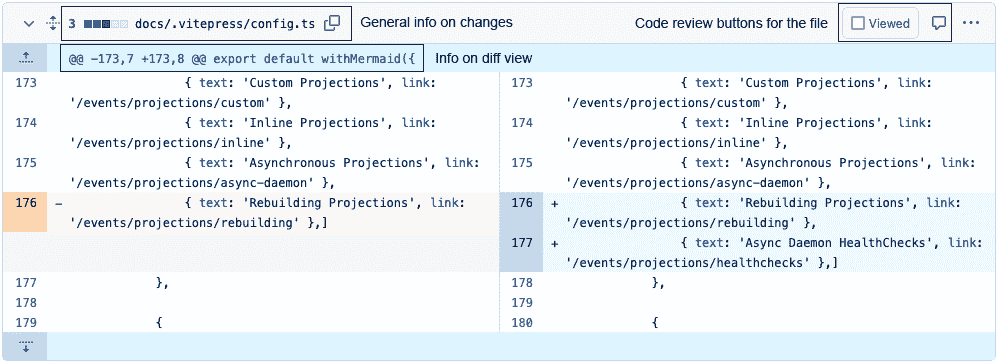 3 docs/.vitepress/config.ts General info on changes Code review buttons for the file Viewed
@@ -173,7 +173,8 @@ export default withMermaid({ Info on diff view
173 { text: 'Custom Projections', link:
'/events/projections/custom' },
174 { text: 'Inline Projections', link:
'/events/projections/inline' },
175 { text: 'Asynchronous Projections', link:
'/events/projections/async-daemon' },
176 - { text: 'Rebuilding Projections', link:
'/events/projections/rebuilding' },]
177 },
178
179 {
173 { text: 'Custom Projections', link:
'/events/projections/custom' },
174 { text: 'Inline Projections', link:
'/events/projections/inline' },
175 { text: 'Asynchronous Projections', link:
'/events/projections/async-daemon' },
176 + { text: 'Rebuilding Projections', link:
'/events/projections/rebuilding' },
177 + { text: 'Async Daemon HealthChecks', link:
'/events/projections/healthchecks' },]
178 },
179
180 {